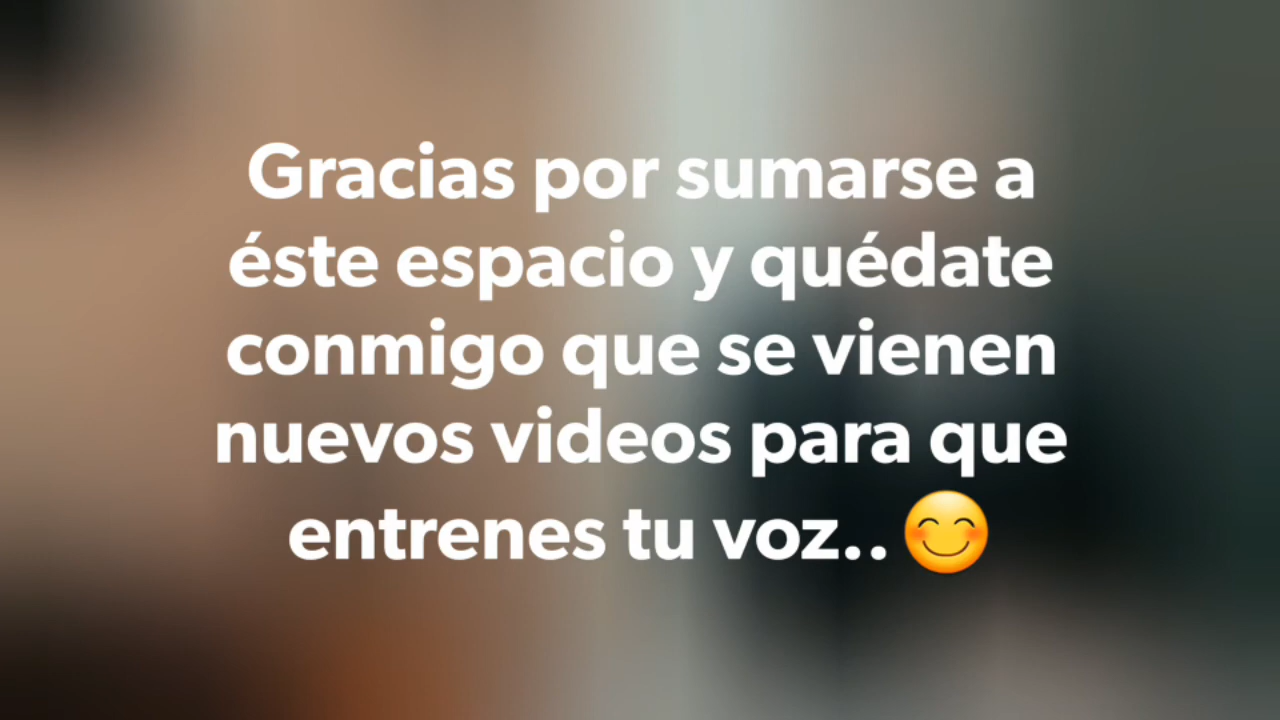 Gracias por sumarse a
éste espacio y quédate
conmigo que se vienen
nuevos videos para que
entrenes tu voz..😊